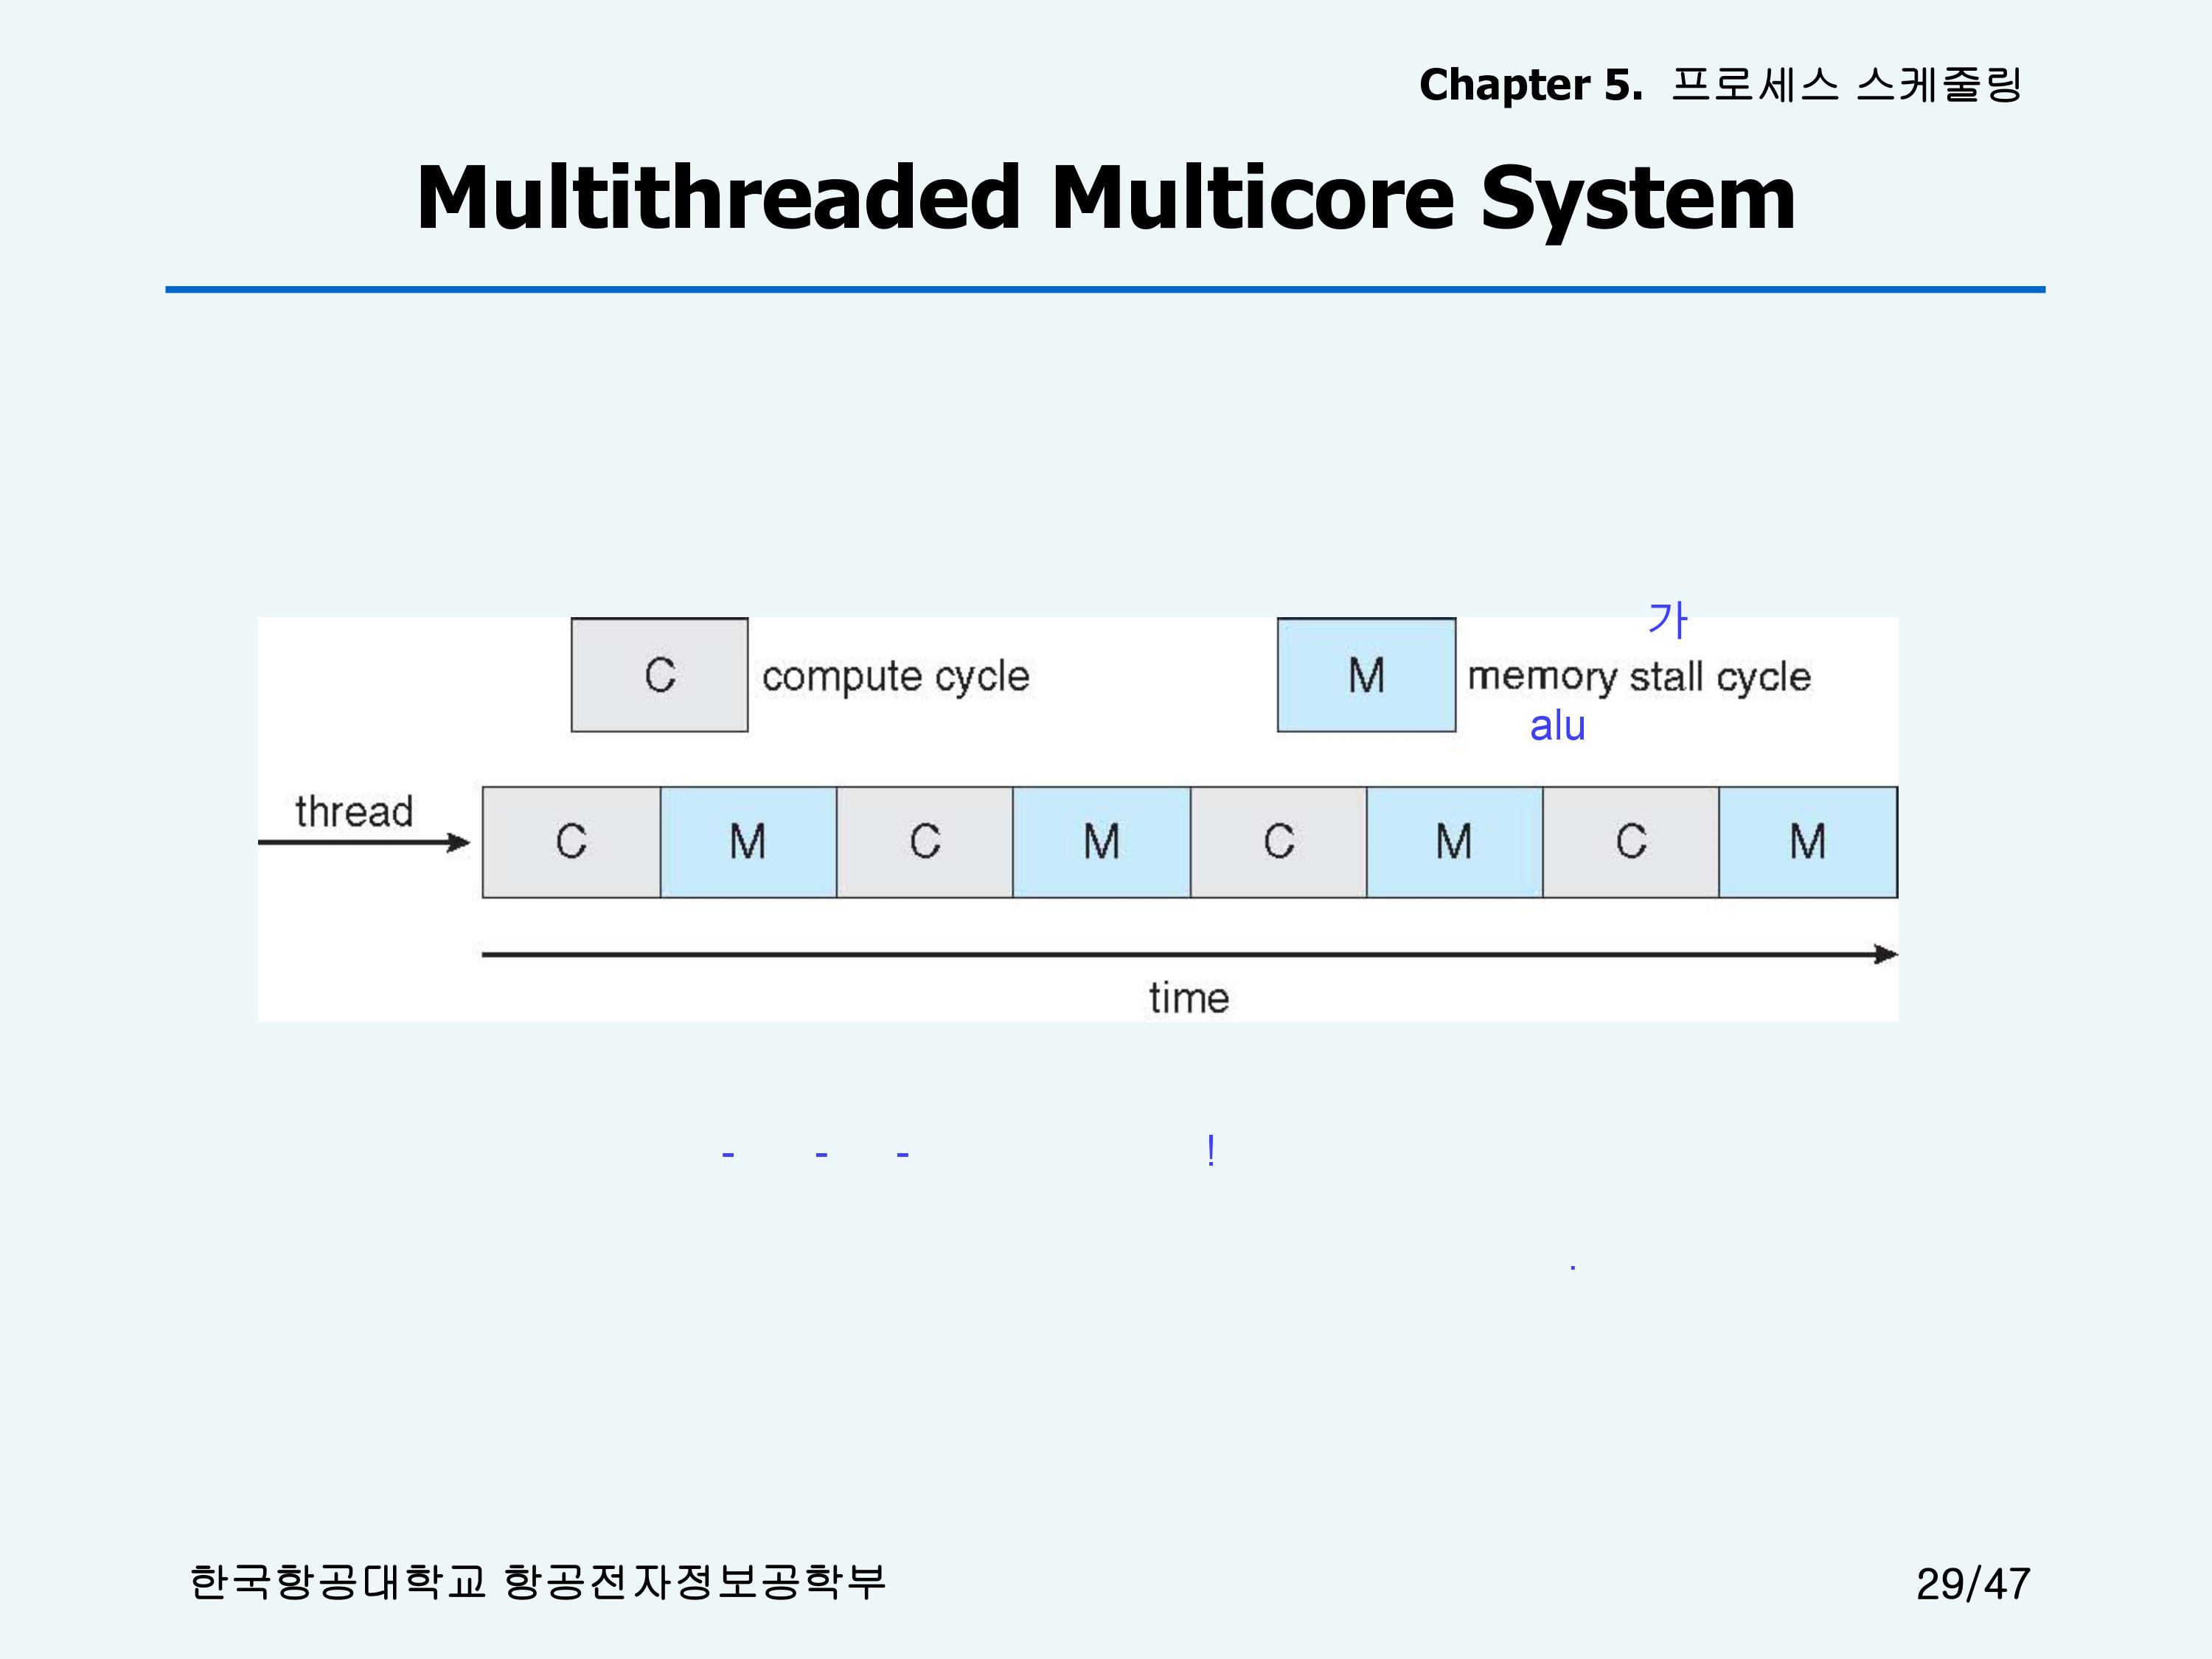 Chapter 5. 프로세스 스케줄링
Multithreaded Multicore System
가
C compute cycle M memory stall cycle
alu
thread
C M C M C M C M
time
- - - !
.
한국항공대학교 항공전자정보공학부 29/47